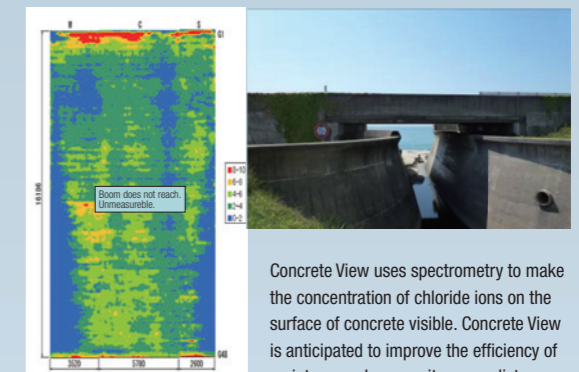 M C S
G1
16186
8-10
6-8
4-6
2-4
0-2
Boom does not reach.
Unmeasureble.
G48
3520 5780 2900
Concrete View uses spectrometry to make
the concentration of chloride ions on the
surface of concrete visible. Concrete View
is anticipated to improve the efficiency of